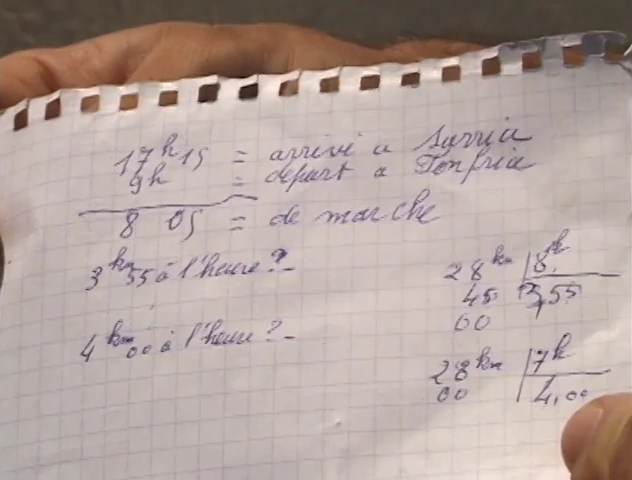 17h15 = arrivé a Sarria
9h = depart a Tonfria
8 05 = de marche
3km55 à l'heure ?
4km00 à l'heure ?
28km 8h
45 3,55
60
28km 7h
00 4,00